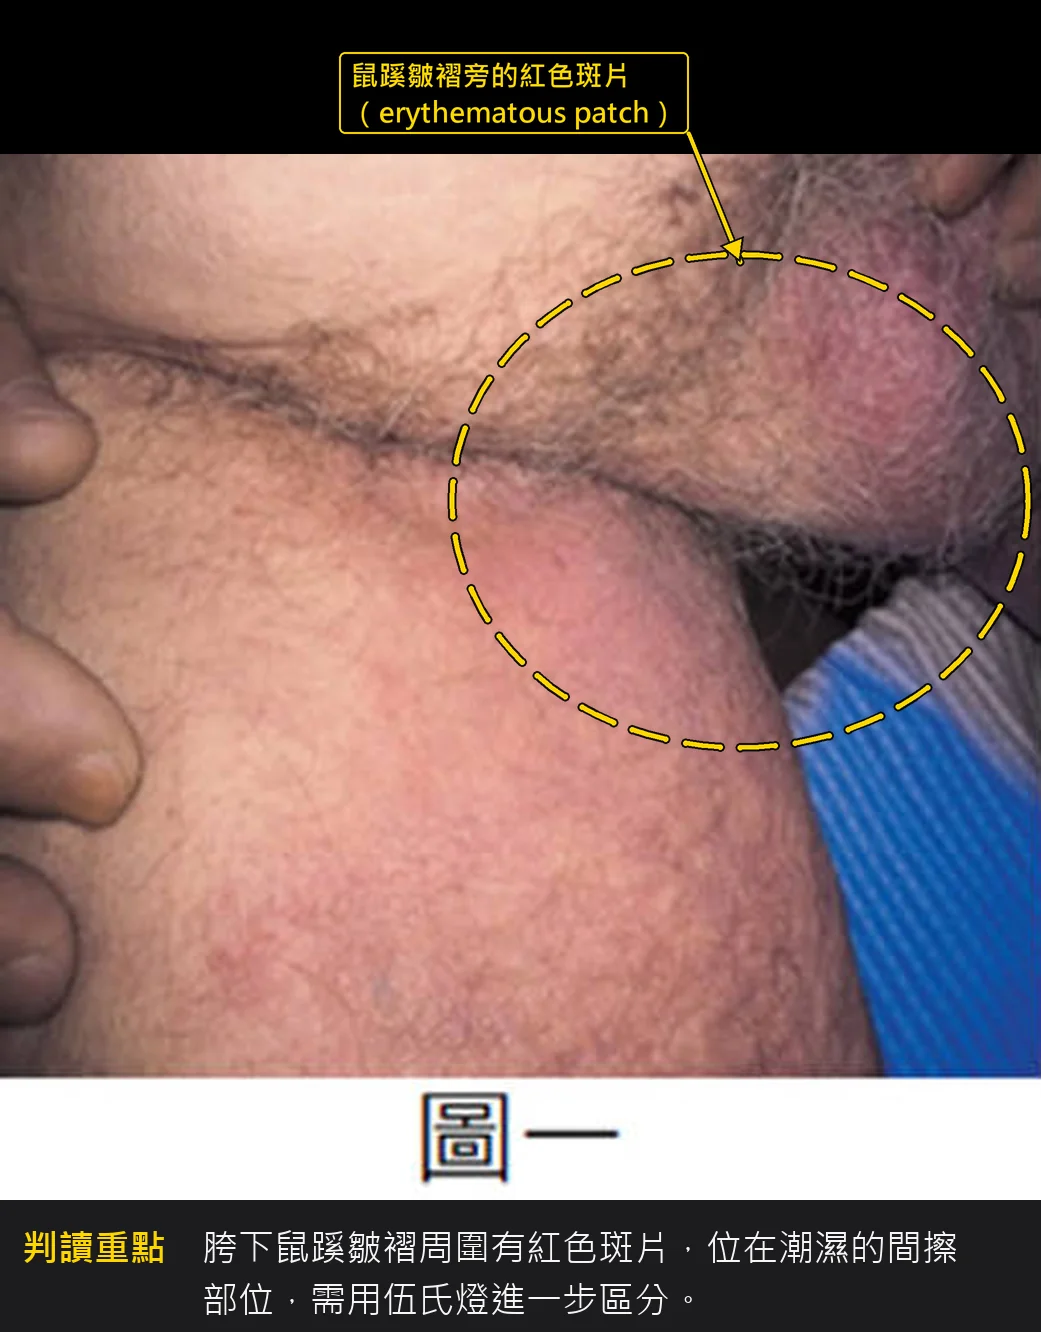 鼠蹊皺褶旁的紅色斑片
（erythematous patch）
圖一
判讀重點 胯下鼠蹊皺褶周圍有紅色斑片，位在潮濕的間擦
部位，需用伍氏燈進一步區分。